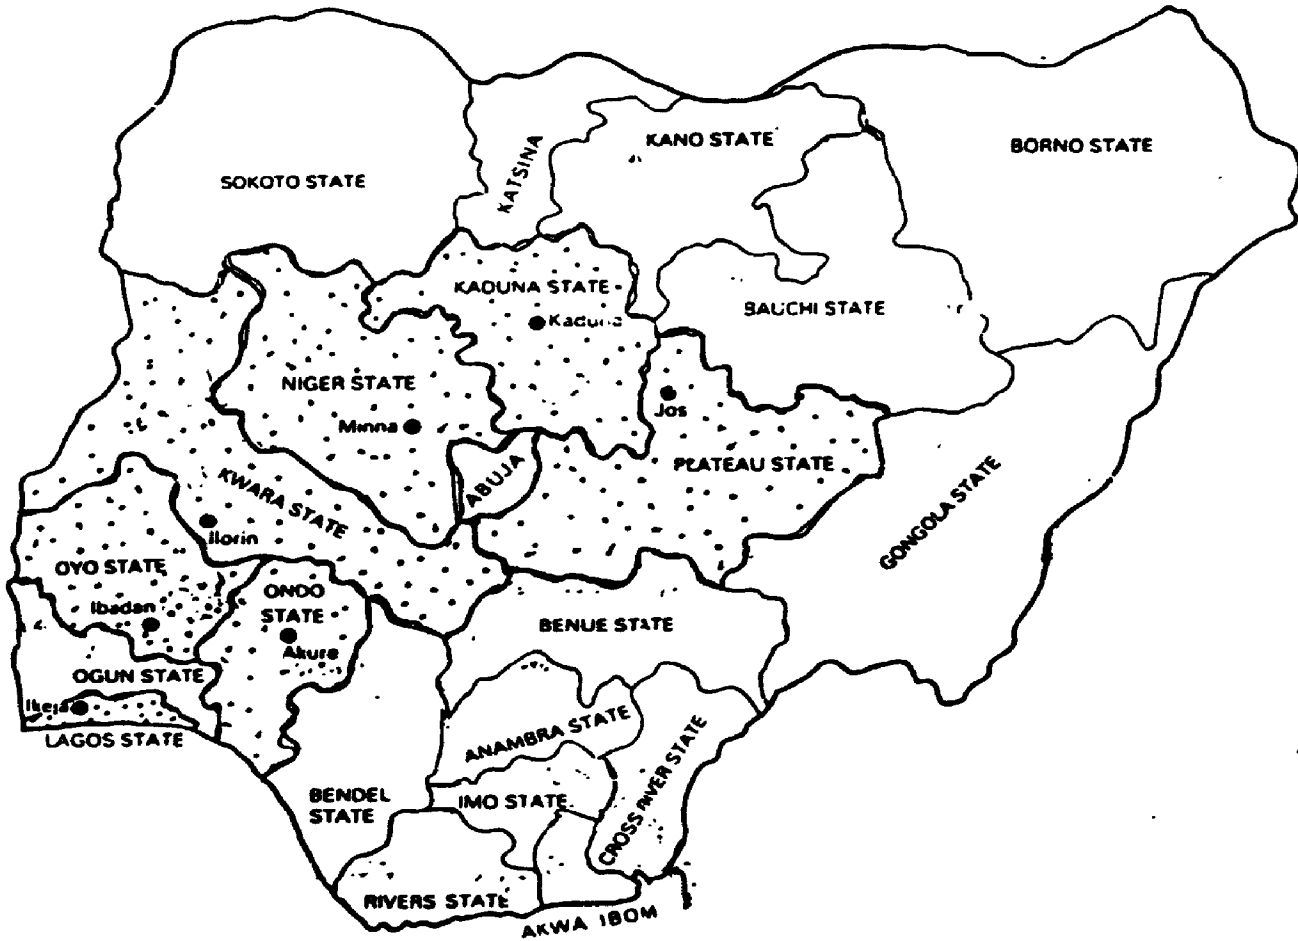 KANO STATE
BORNO STATE
KATSINA
SOKOTO STATE
KADUNA STATE
BAUCHI STATE
Kaduna
NIGER STATE
Jos
Minna
PLATEAU STATE
ABUJA
KWARA STATE
GONGOLA STATE
Ilorin
OYO STATE
ONDO
STATE
Ibadan
BENUE STATE
Akure
OGUN STATE
Ikeja
LAGOS STATE
ANAMBRA STATE
CROSS RIVER STATE
BENDEL
STATE
IMO STATE
RIVERS STATE
AKWA IBOM